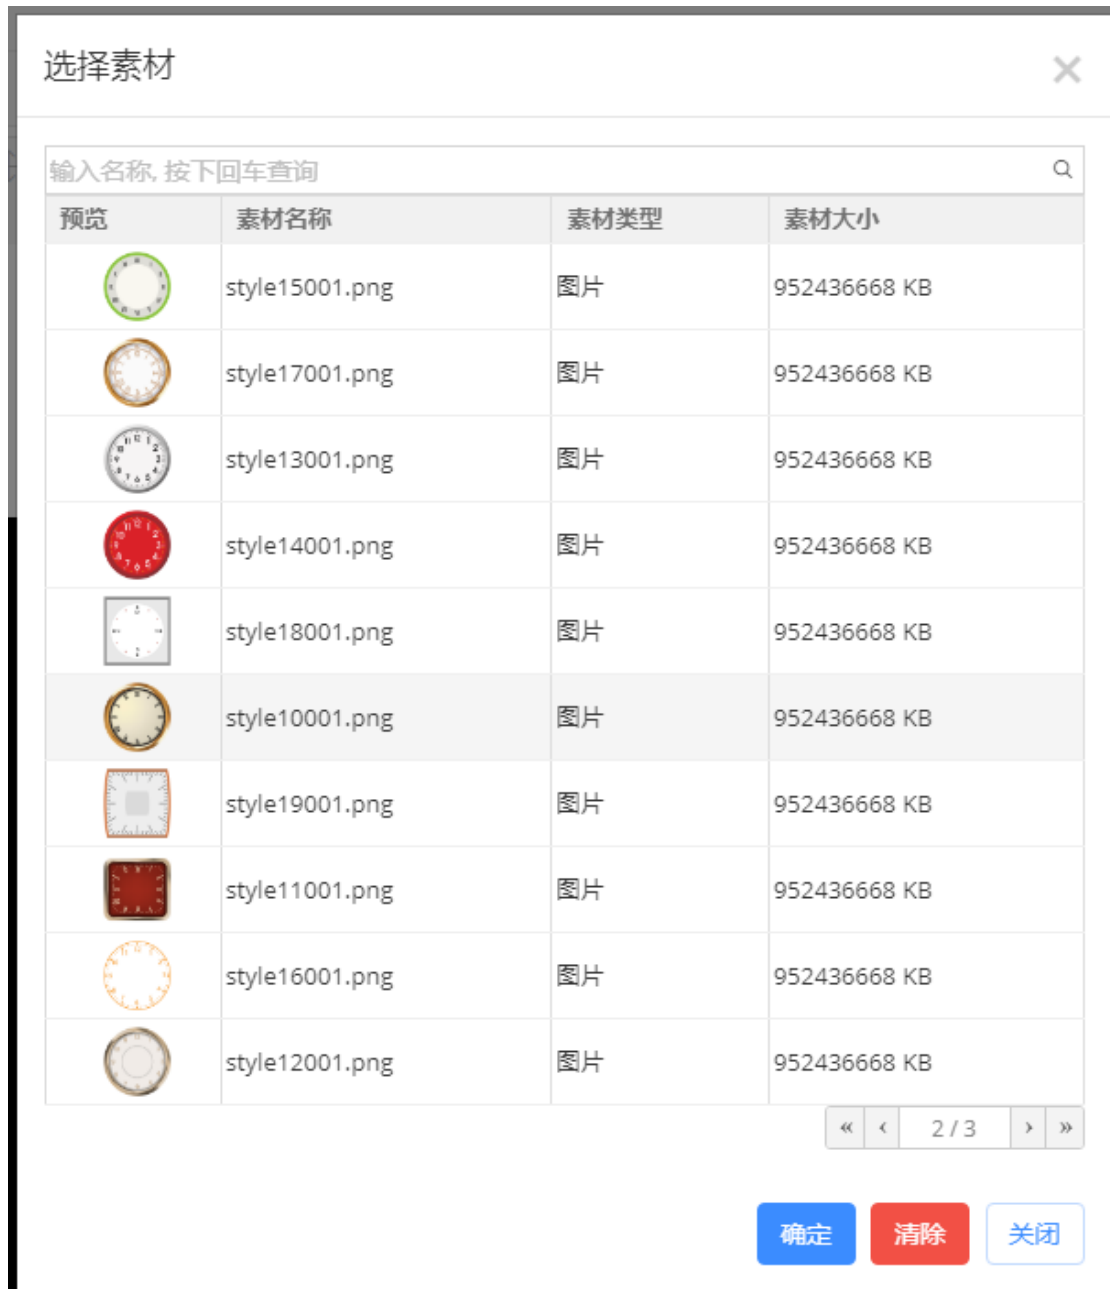 选择素材
输入名称, 按下回车查询
预览 素材名称 素材类型 素材大小
style15001.png 图片 952436668 KB
style17001.png 图片 952436668 KB
style13001.png 图片 952436668 KB
style14001.png 图片 952436668 KB
style18001.png 图片 952436668 KB
style10001.png 图片 952436668 KB
style19001.png 图片 952436668 KB
style11001.png 图片 952436668 KB
style16001.png 图片 952436668 KB
style12001.png 图片 952436668 KB
« ‹ 2 / 3 › »
确定 清除 关闭